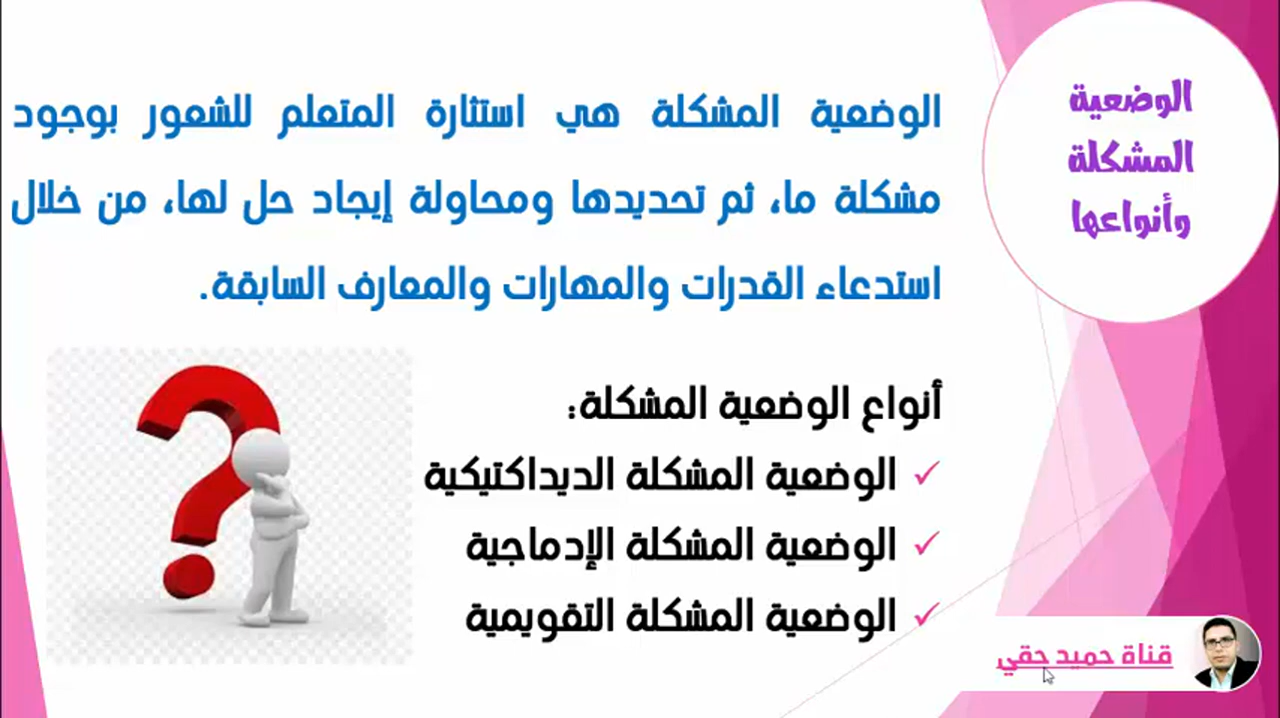 الوضعية
المشكلة
وأنواعها
الوضعية المشكلة هي استثارة المتعلم للشعور بوجود
مشكلة ما، ثم تحديدها ومحاولة إيجاد حل لها، من خلال
استدعاء القدرات والمهارات والمعارف السابقة.
أنواع الوضعية المشكلة:
✓ الوضعية المشكلة الديداكتيكية
✓ الوضعية المشكلة الإدماجية
✓ الوضعية المشكلة التقويمية
قناة حميد حقي